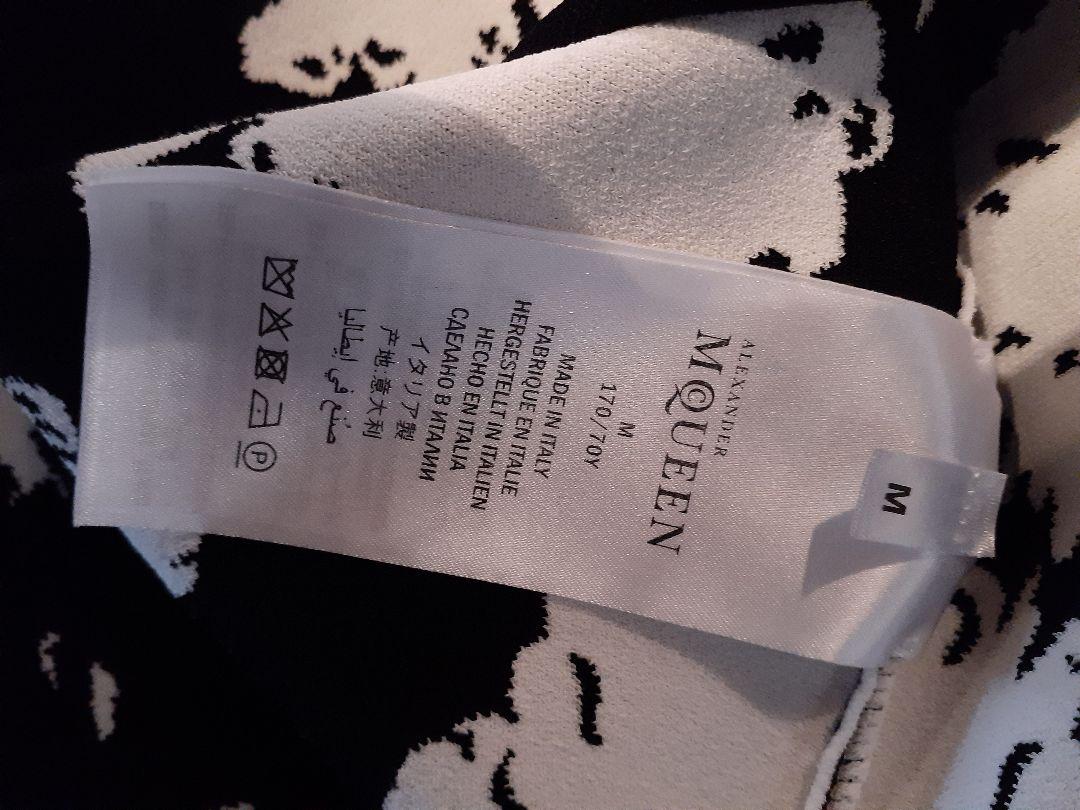 M
ALEXANDER
McQUEEN
M
170/70Y
MADE IN ITALY
FABRIQUE EN ITALIE
HERGESTELLT IN ITALIEN
HECHO EN ITALIA
СДЕЛАНО В ИТАЛИИ
イタリア製
产地:意大利
صنع في إيطاليا
P